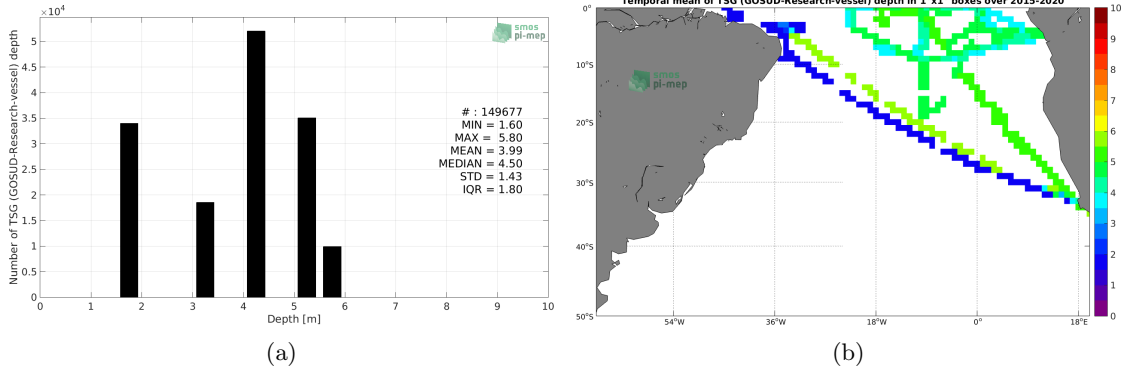 ×10⁴
5
4.5
4
3.5
3
2.5
2
1.5
1
0.5
0
Number of TSG (GOSUD-Research-vessel) depth
smos
pi-mep
# : 149677
MIN = 1.60
MAX = 5.80
MEAN = 3.99
MEDIAN = 4.50
STD = 1.43
IQR = 1.80
0 1 2 3 4 5 6 7 8 9 10
Depth [m]
(a)
Temporal mean of TSG (GOSUD-Research-vessel) depth in 1°x1° boxes over 2015-2020
smos
pi-mep
0°
10°S
20°S
30°S
40°S
50°S
54°W 36°W 18°W 0° 18°E
10
9
8
7
6
5
4
3
2
1
0
(b)